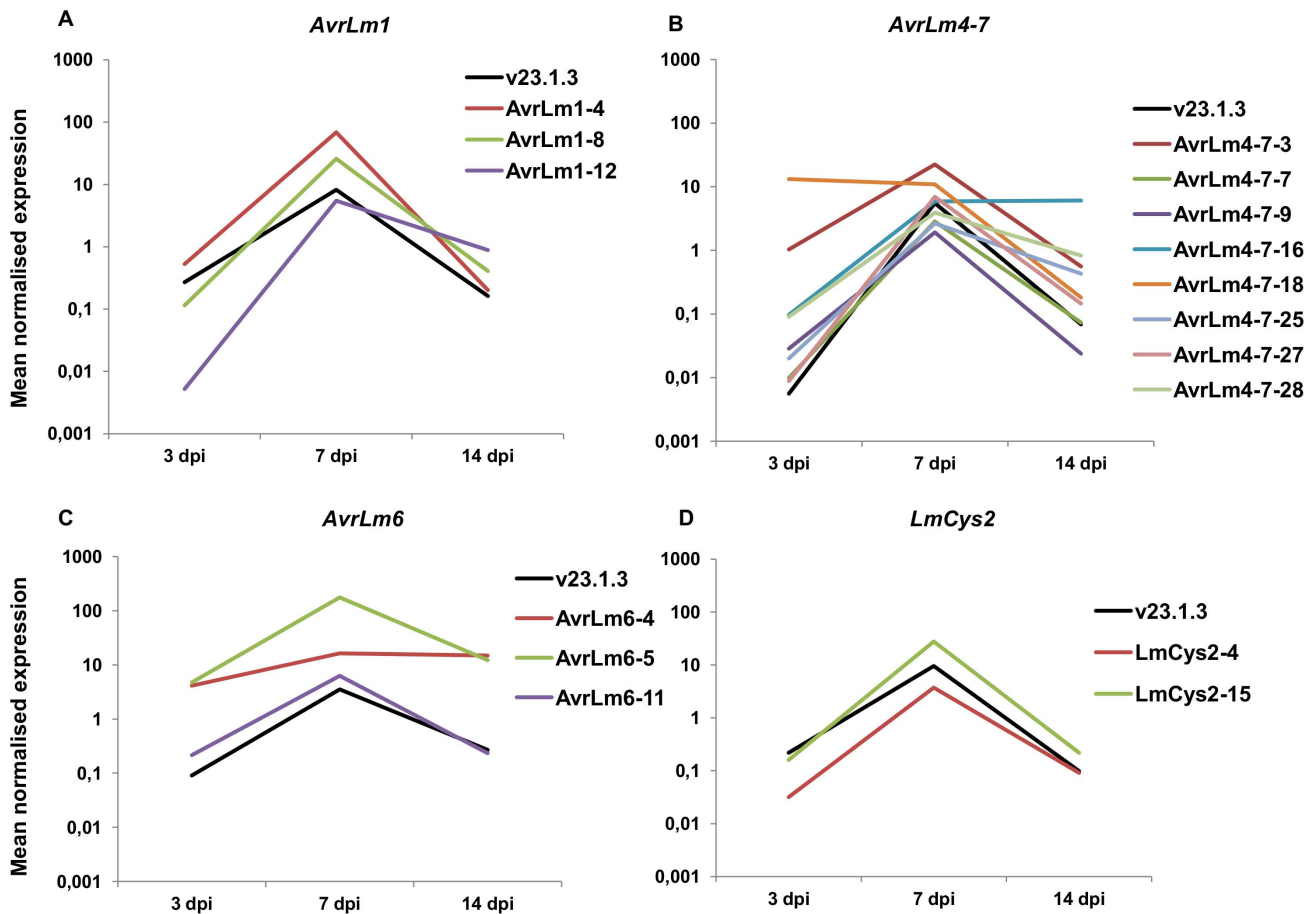 A
AvrLm1
Mean normalised expression
1000
100
10
1
0,1
0,01
0,001
3 dpi
7 dpi
14 dpi
v23.1.3
AvrLm1-4
AvrLm1-8
AvrLm1-12
B
AvrLm4-7
1000
100
10
1
0,1
0,01
0,001
3 dpi
7 dpi
14 dpi
v23.1.3
AvrLm4-7-3
AvrLm4-7-7
AvrLm4-7-9
AvrLm4-7-16
AvrLm4-7-18
AvrLm4-7-25
AvrLm4-7-27
AvrLm4-7-28
C
AvrLm6
Mean normalised expression
1000
100
10
1
0,1
0,01
0,001
3 dpi
7 dpi
14 dpi
v23.1.3
AvrLm6-4
AvrLm6-5
AvrLm6-11
D
LmCys2
1000
100
10
1
0,1
0,01
0,001
3 dpi
7 dpi
14 dpi
v23.1.3
LmCys2-4
LmCys2-15